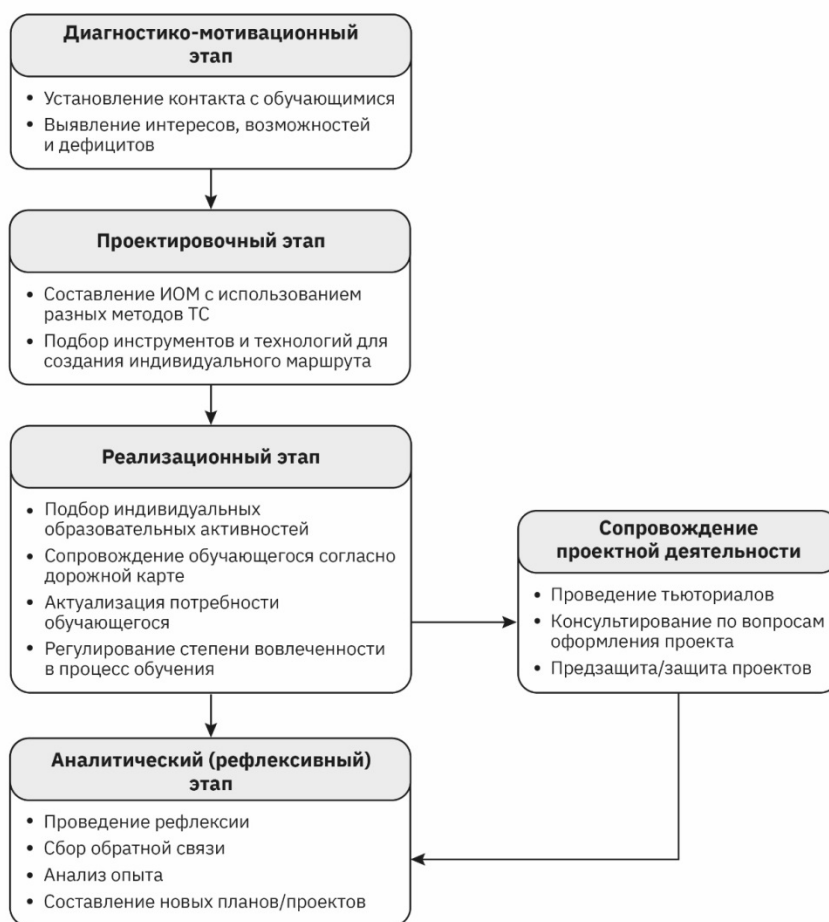 Диагностико-мотивационный
этап
• Установление контакта с обучающимися
• Выявление интересов, возможностей
и дефицитов
Проектировочный этап
• Составление ИОМ с использованием
разных методов ТС
• Подбор инструментов и технологий для
создания индивидуального маршрута
Реализационный этап
• Подбор индивидуальных
образовательных активностей
• Сопровождение обучающегося согласно
дорожной карте
• Актуализация потребности
обучающегося
• Регулирование степени вовлеченности
в процесс обучения
Сопровождение
проектной деятельности
• Проведение тьюториалов
• Консультирование по вопросам
оформления проекта
• Предзащита/защита проектов
Аналитический (рефлексивный)
этап
• Проведение рефлексии
• Сбор обратной связи
• Анализ опыта
• Составление новых планов/проектов